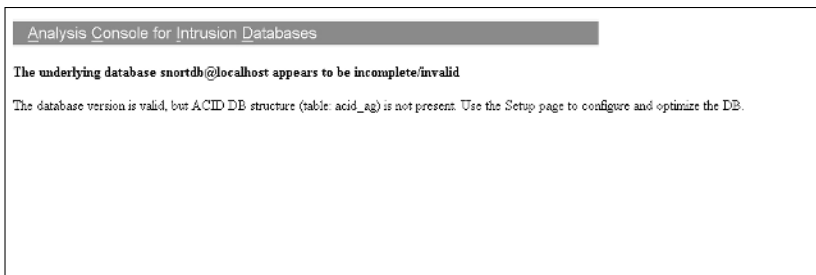 Analysis Console for Intrusion Databases
The underlying database snortdb@localhost appears to be incomplete/invalid
The database version is valid, but ACID DB structure (table: acid_ag) is not present. Use the Setup page to configure and optimize the DB.